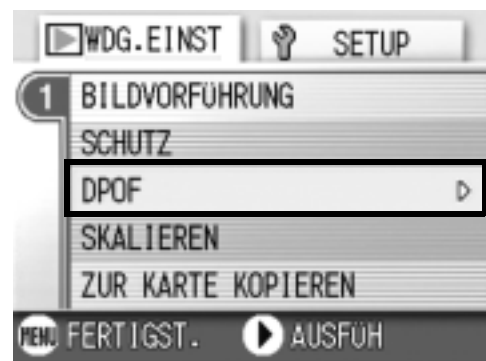 WDG.EINST SETUP
1 BILDVORFÜHRUNG
SCHUTZ
DPOF
SKALIEREN
ZUR KARTE KOPIEREN
MENU FERTIGST. AUSFÜH